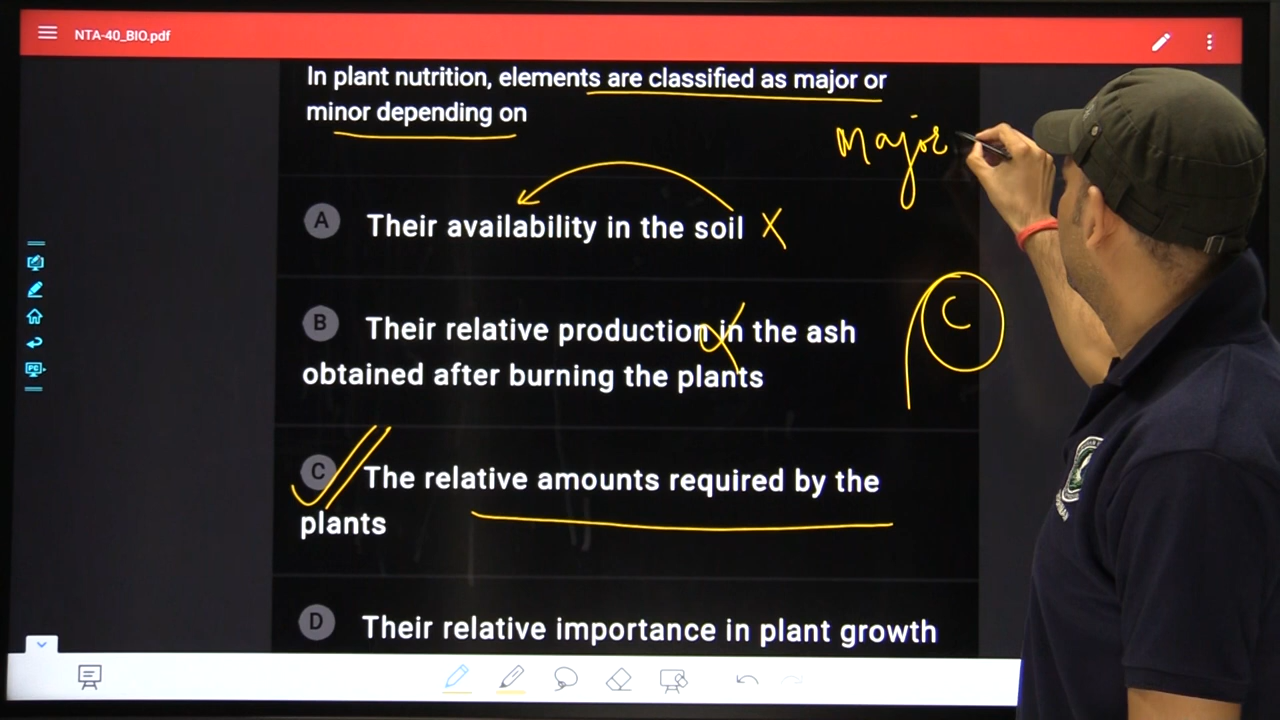 NTA-40_BIO.pdf
In plant nutrition, elements are classified as major or
minor depending on
Major
A Their availability in the soil X
B Their relative production in the ash
obtained after burning the plants
C
C The relative amounts required by the
plants
D Their relative importance in plant growth
PC